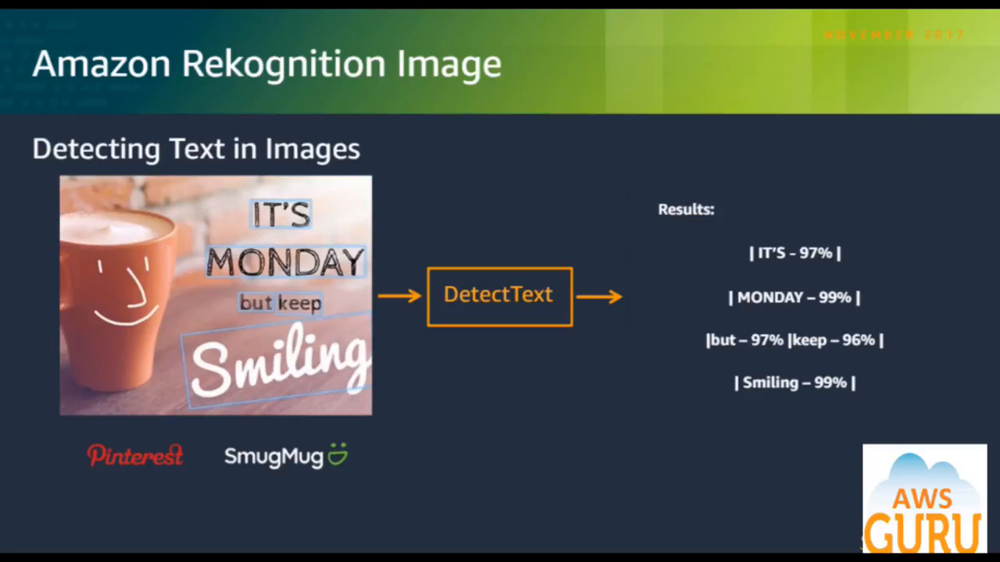 NOVEMBER 2017
Amazon Rekognition Image
Detecting Text in Images
IT'S
MONDAY
but keep
Smiling
DetectText
Results:
| IT'S - 97% |
| MONDAY – 99% |
|but – 97% |keep – 96% |
| Smiling – 99% |
Pinterest
SmugMug
AWS
GURU